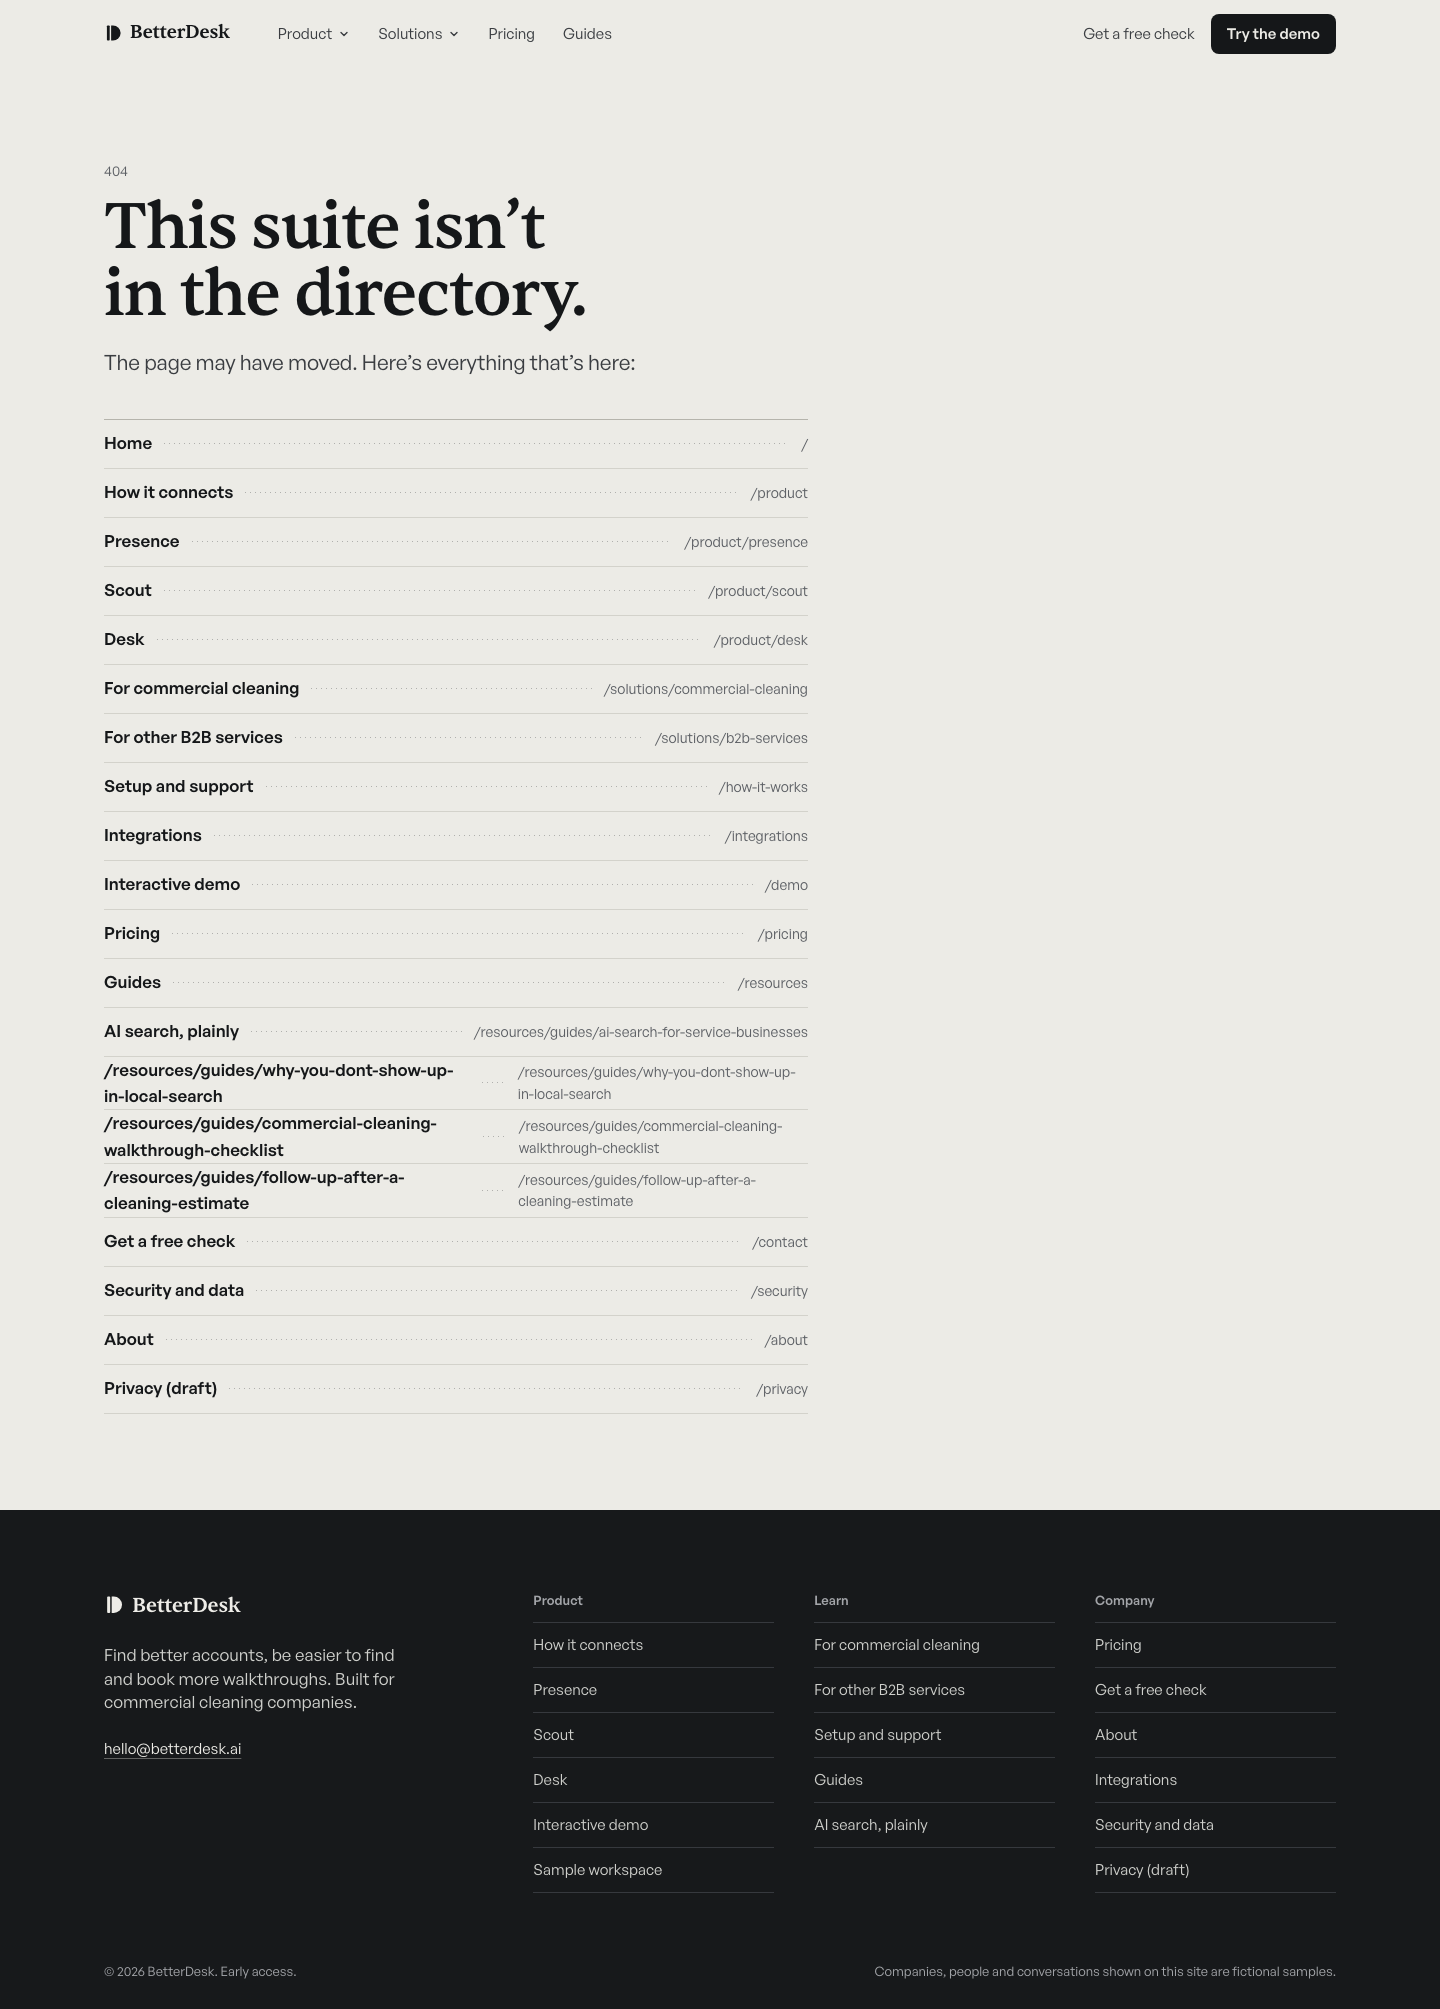 BetterDesk
Product
Solutions
Pricing
Guides
Get a free check
Try the demo
404
This suite isn’t
in the directory.
The page may have moved. Here’s everything that’s here:
Home /
How it connects /product
Presence /product/presence
Scout /product/scout
Desk /product/desk
For commercial cleaning /solutions/commercial-cleaning
For other B2B services /solutions/b2b-services
Setup and support /how-it-works
Integrations /integrations
Interactive demo /demo
Pricing /pricing
Guides /resources
AI search, plainly /resources/guides/ai-search-for-service-businesses
/resources/guides/why-you-dont-show-up-
in-local-search
/resources/guides/why-you-dont-show-up-
in-local-search
/resources/guides/commercial-cleaning-
walkthrough-checklist
/resources/guides/commercial-cleaning-
walkthrough-checklist
/resources/guides/follow-up-after-a-
cleaning-estimate
/resources/guides/follow-up-after-a-
cleaning-estimate
Get a free check /contact
Security and data /security
About /about
Privacy (draft) /privacy
BetterDesk
Find better accounts, be easier to find
and book more walkthroughs. Built for
commercial cleaning companies.
hello@betterdesk.ai
Product
How it connects
Presence
Scout
Desk
Interactive demo
Sample workspace
Learn
For commercial cleaning
For other B2B services
Setup and support
Guides
AI search, plainly
Company
Pricing
Get a free check
About
Integrations
Security and data
Privacy (draft)
© 2026 BetterDesk. Early access.
Companies, people and conversations shown on this site are fictional samples.